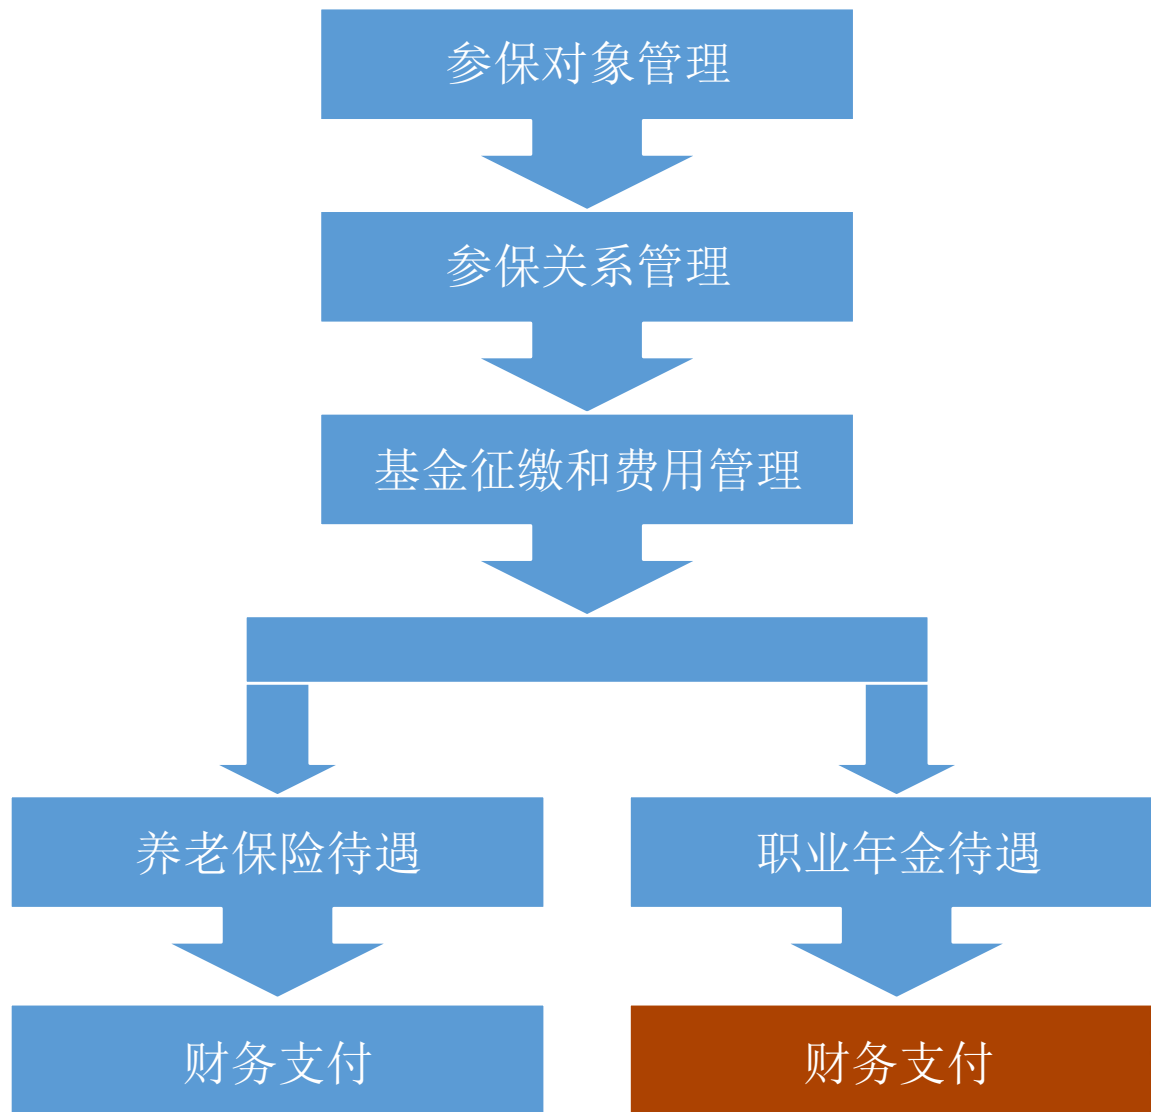 参保对象管理
参保关系管理
基金征缴和费用管理
养老保险待遇
职业年金待遇
财务支付
财务支付